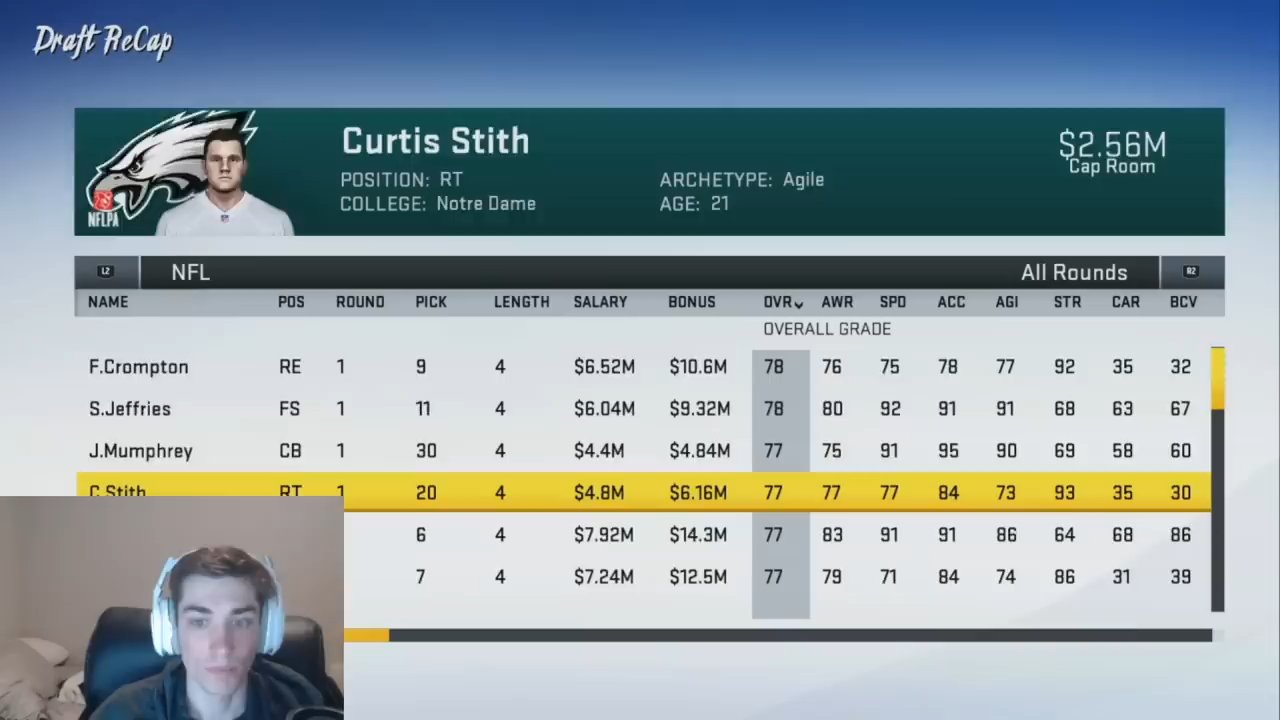 Draft ReCap
Curtis Stith
$2.56M
Cap Room
POSITION: RT
ARCHETYPE: Agile
COLLEGE: Notre Dame
AGE: 21
NFLPA
L2 NFL All Rounds R2
NAME POS ROUND PICK LENGTH SALARY BONUS OVR AWR SPD ACC AGI STR CAR BCV
OVERALL GRADE
F.Crompton RE 1 9 4 $6.52M $10.6M 78 76 75 78 77 92 35 32
S.Jeffries FS 1 11 4 $6.04M $9.32M 78 80 92 91 91 68 63 67
J.Mumphrey CB 1 30 4 $4.4M $4.84M 77 75 91 95 90 69 58 60
C.Stith RT 1 20 4 $4.8M $6.16M 77 77 77 84 73 93 35 30
6 4 $7.92M $14.3M 77 83 91 91 86 64 68 86
7 4 $7.24M $12.5M 77 79 71 84 74 86 31 39